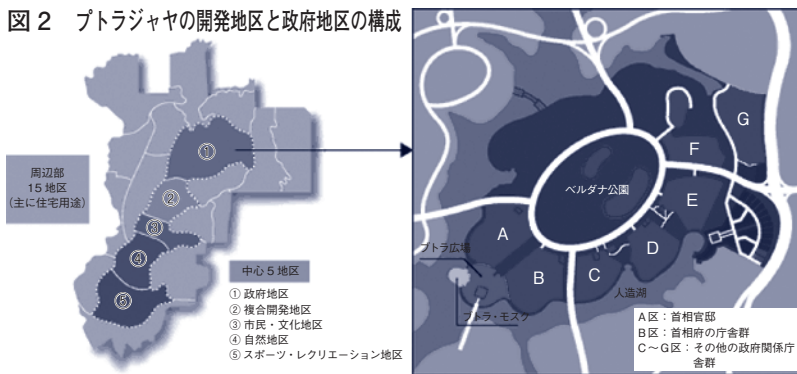 図2　プトラジャヤの開発地区と政府地区の構成
周辺部
15地区
(主に住宅用途)
①
②
③
④
⑤
中心5地区
① 政府地区
② 複合開発地区
③ 市民・文化地区
④ 自然地区
⑤ スポーツ・レクリエーション地区
G
F
ペルダナ公園
E
A
プトラ広場
D
B
C
人造湖
プトラ・モスク
A区：首相官邸
B区：首相府の庁舎群
C～G区：その他の政府関係庁
舎群